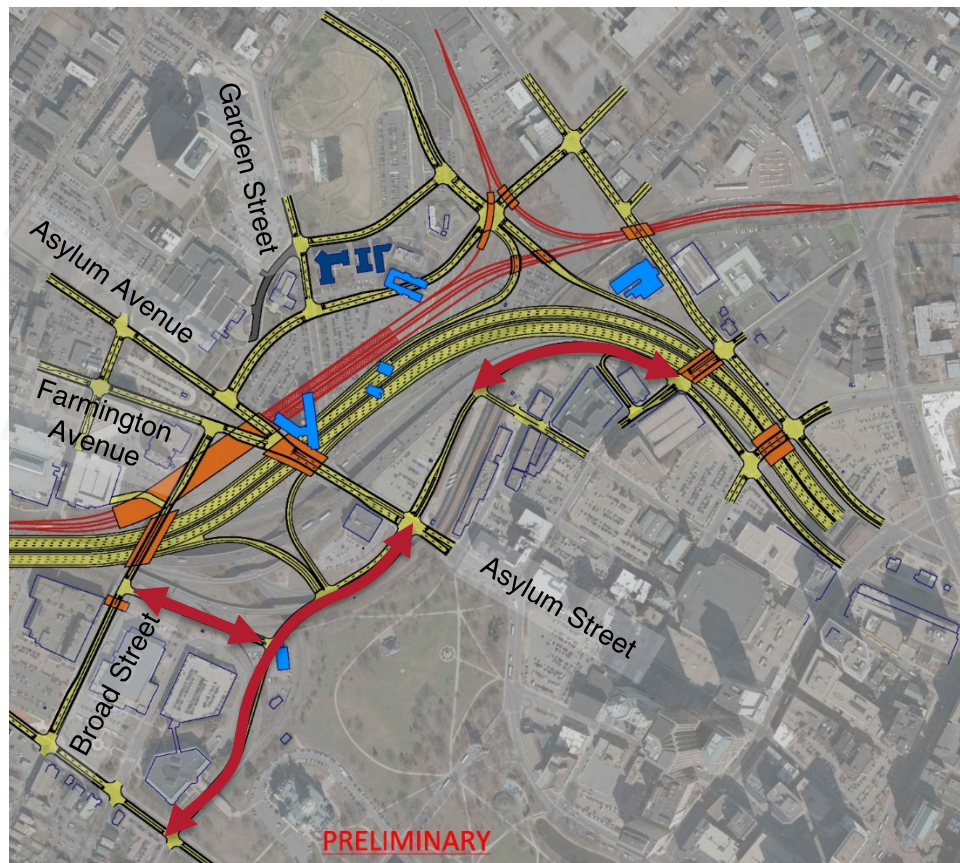 Garden Street
Asylum Avenue
Farmington
Avenue
Asylum Street
Broad Street
PRELIMINARY